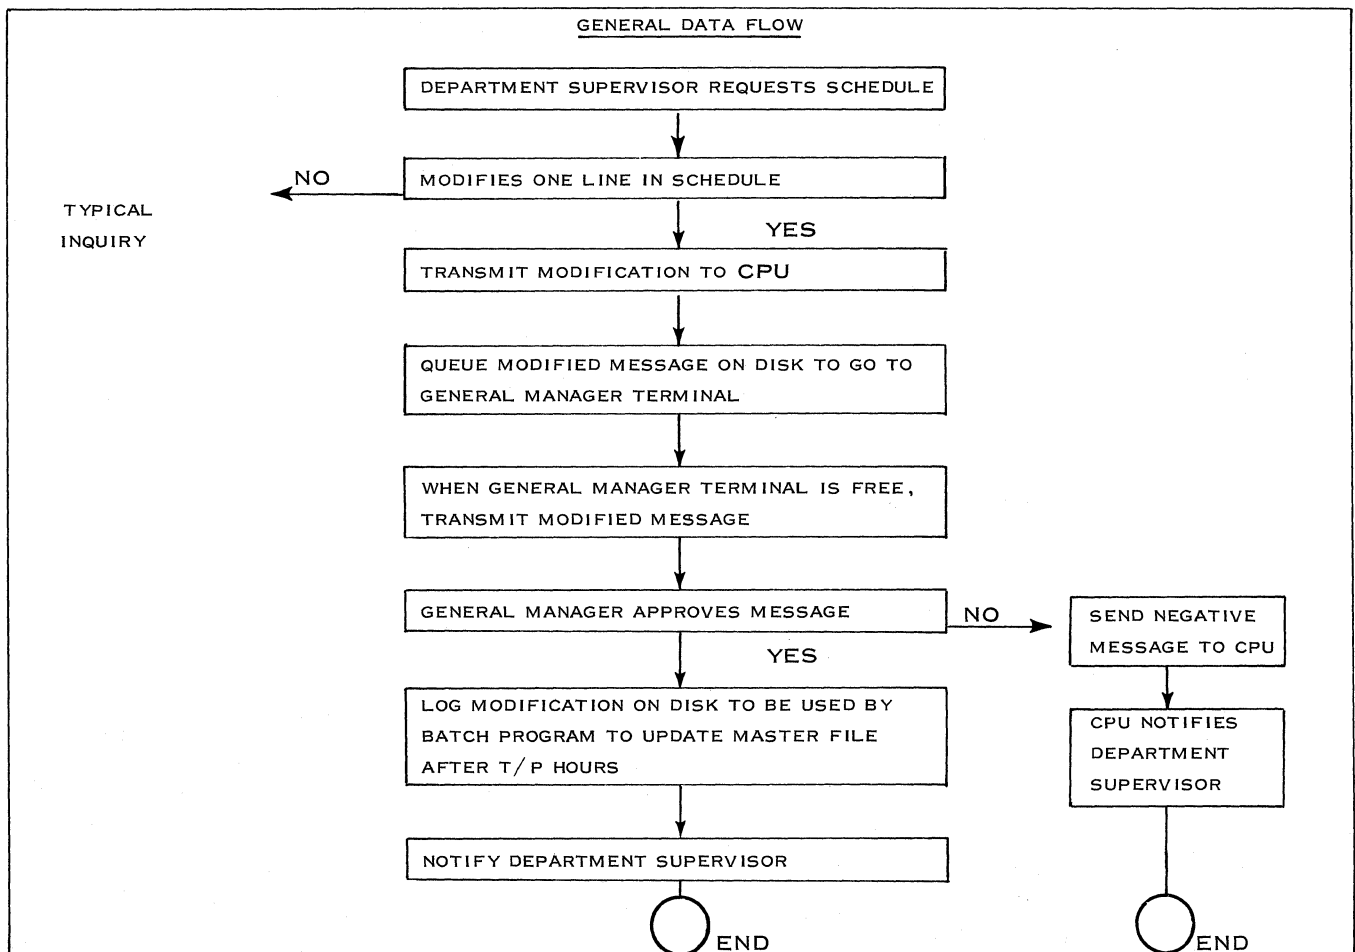 GENERAL DATA FLOW
DEPARTMENT SUPERVISOR REQUESTS SCHEDULE
NO
MODIFIES ONE LINE IN SCHEDULE
TYPICAL
INQUIRY
YES
TRANSMIT MODIFICATION TO CPU
QUEUE MODIFIED MESSAGE ON DISK TO GO TO
GENERAL MANAGER TERMINAL
WHEN GENERAL MANAGER TERMINAL IS FREE,
TRANSMIT MODIFIED MESSAGE
GENERAL MANAGER APPROVES MESSAGE
NO
SEND NEGATIVE
MESSAGE TO CPU
YES
LOG MODIFICATION ON DISK TO BE USED BY
BATCH PROGRAM TO UPDATE MASTER FILE
AFTER T/P HOURS
CPU NOTIFIES
DEPARTMENT
SUPERVISOR
NOTIFY DEPARTMENT SUPERVISOR
END
END